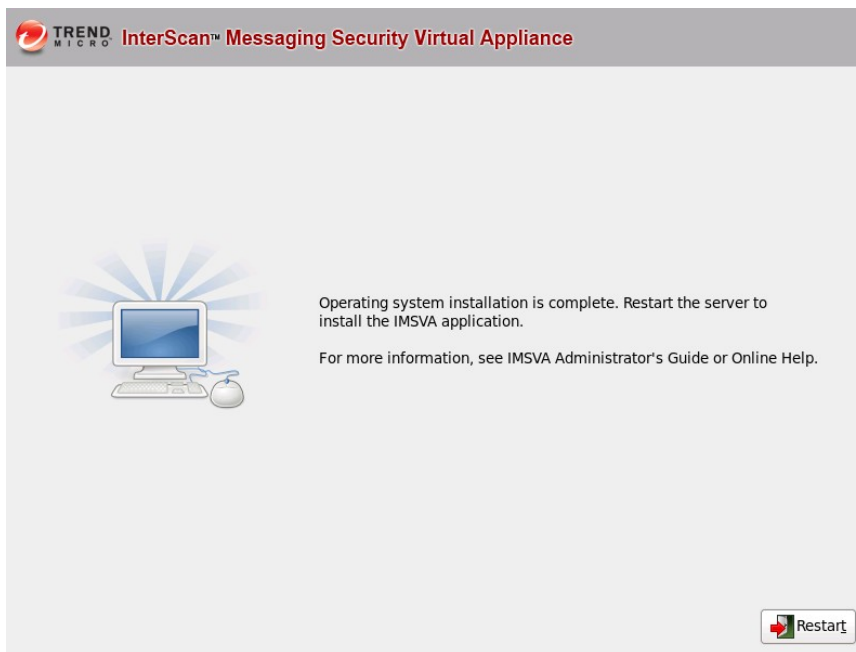 TREND MICRO InterScan™ Messaging Security Virtual Appliance
Operating system installation is complete. Restart the server to
install the IMSVA application.
For more information, see IMSVA Administrator's Guide or Online Help.
Restart